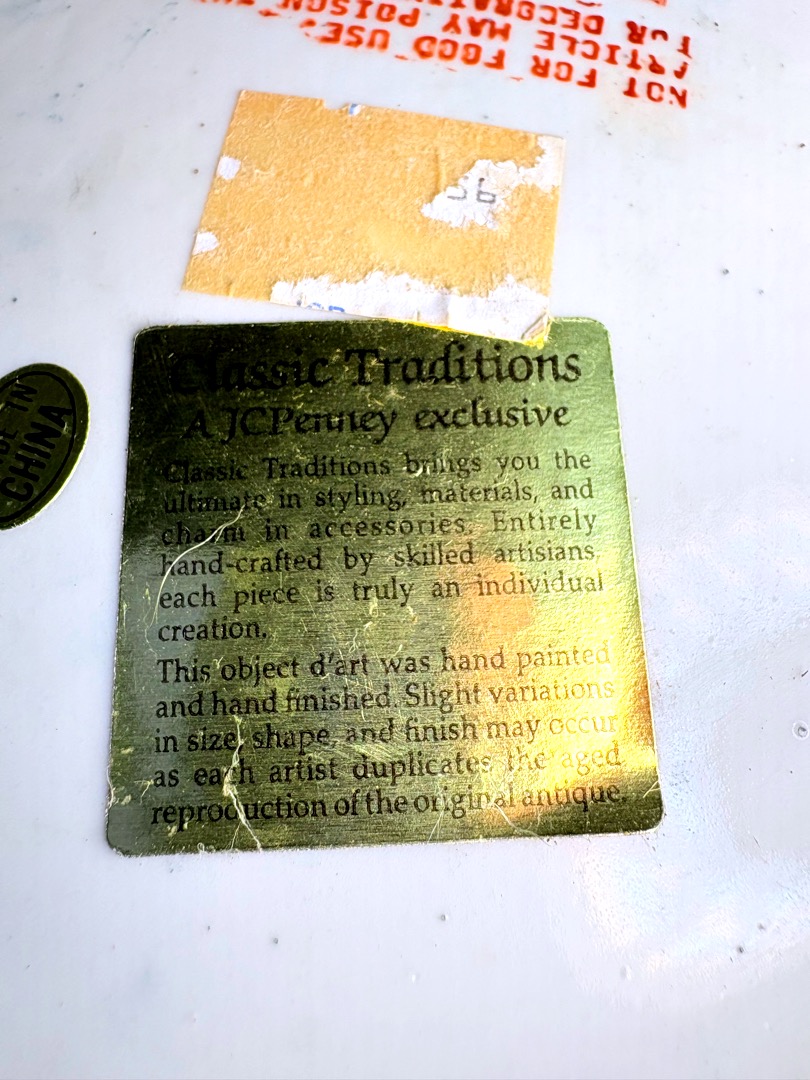 NOT FOR FOOD USE.
ARTICLE MAY POISON
FOR
Classic Traditions
A JCPenney exclusive
Classic Traditions brings you the
ultimate in styling, materials, and
charm in accessories. Entirely
hand-crafted by skilled artisians
each piece is truly an individual
creation.
This object d'art was hand painted
and hand finished. Slight variations
in size, shape, and finish may occur
as each artist duplicates the aged
reproduction of the original antique.
IN
CHINA